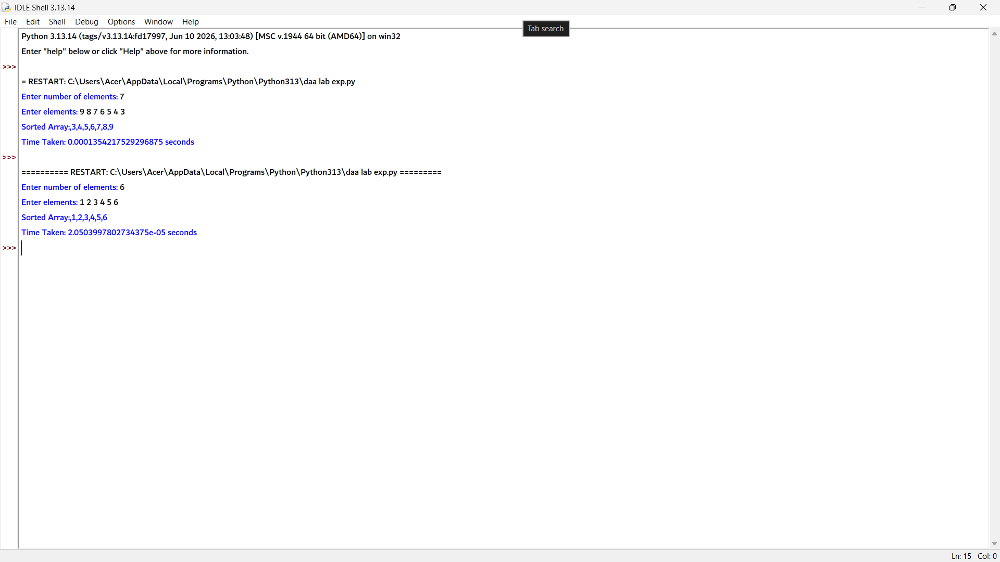 IDLE Shell 3.13.14
File Edit Shell Debug Options Window Help
Tab search
Python 3.13.14 (tags/v3.13.14:fd17997, Jun 10 2026, 13:03:48) [MSC v.1944 64 bit (AMD64)] on win32
Enter "help" below or click "Help" above for more information.
>>>
= RESTART: C:\Users\Acer\AppData\Local\Programs\Python\Python313\daa lab exp.py
Enter number of elements: 7
Enter elements: 9 8 7 6 5 4 3
Sorted Array:,3,4,5,6,7,8,9
Time Taken: 0.0001354217529296875 seconds
>>>
========== RESTART: C:\Users\Acer\AppData\Local\Programs\Python\Python313\daa lab exp.py =========
Enter number of elements: 6
Enter elements: 1 2 3 4 5 6
Sorted Array:,1,2,3,4,5,6
Time Taken: 2.0503997802734375e-05 seconds
>>>
Ln: 15 Col: 0